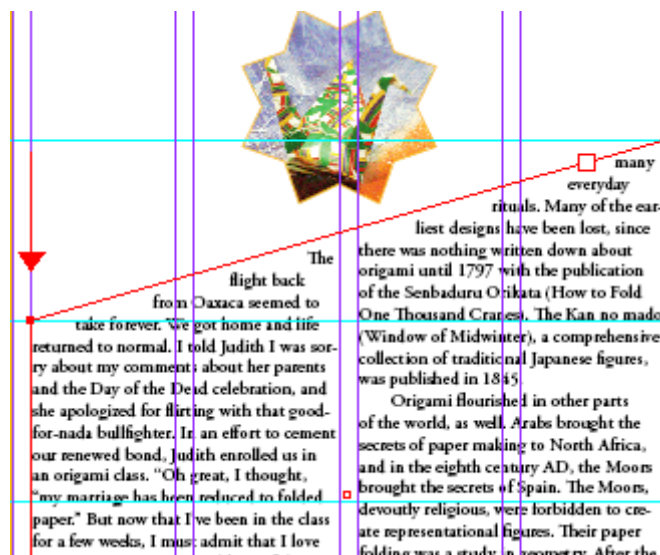 The
flight back
from Oaxaca seemed to
take forever. We got home and life
returned to normal. I told Judith I was sor-
ry about my comments about her parents
and the Day of the Dead celebration, and
she apologized for flirting with that good-
for-nada bullfighter. In an effort to cement
our renewed bond, Judith enrolled us in
an origami class. “Oh great, I thought,
“my marriage has been reduced to folded
paper.” But now that I’ve been in the class
for a few weeks, I must admit that I love
many
everyday
rituals. Many of the ear-
liest designs have been lost, since
there was nothing written down about
origami until 1797 with the publication
of the Senbaduru Orikata (How to Fold
One Thousand Cranes). The Kan no mado
(Window of Midwinter), a comprehensive
collection of traditional Japanese figures,
was published in 1845.
Origami flourished in other parts
of the world, as well. Arabs brought the
secrets of paper making to North Africa,
and in the eighth century AD, the Moors
brought the secrets of Spain. The Moors,
devoutly religious, were forbidden to cre-
ate representational figures. Their paper
folding was a study in geometry. After the